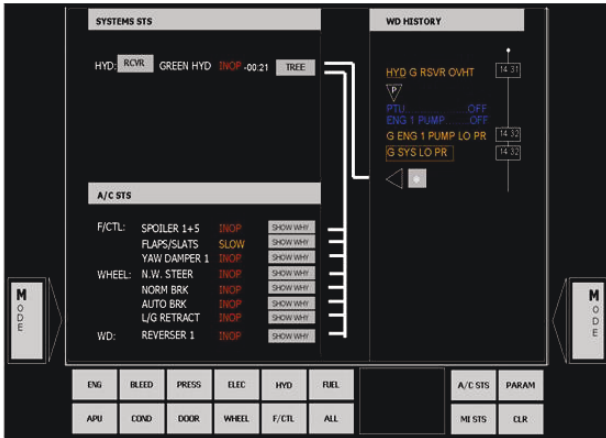 SYSTEMS STS
HYD: RCVR GREEN HYD INOP -00:21 TREE
A/C STS
F/CTL: SPOILER 1+5 INOP SHOW WHY
FLAPS/SLATS SLOW SHOW WHY
YAW DAMPER 1 INOP SHOW WHY
WHEEL: N.W. STEER INOP SHOW WHY
NORM BRK INOP SHOW WHY
AUTO BRK INOP SHOW WHY
L/G RETRACT INOP SHOW WHY
WD: REVERSER 1 INOP SHOW WHY
WD HISTORY
HYD G RSVR OVHT 14 31
P
PTU OFF
ENG 1 PUMP OFF
G ENG 1 PUMP LO PR 14 32
G SYS LO PR 14 32
MODE
MODE
ENG BLEED PRESS ELEC HYD FUEL A/C STS PARAM
APU COND DOOR WHEEL F/CTL ALL MI STS CLR